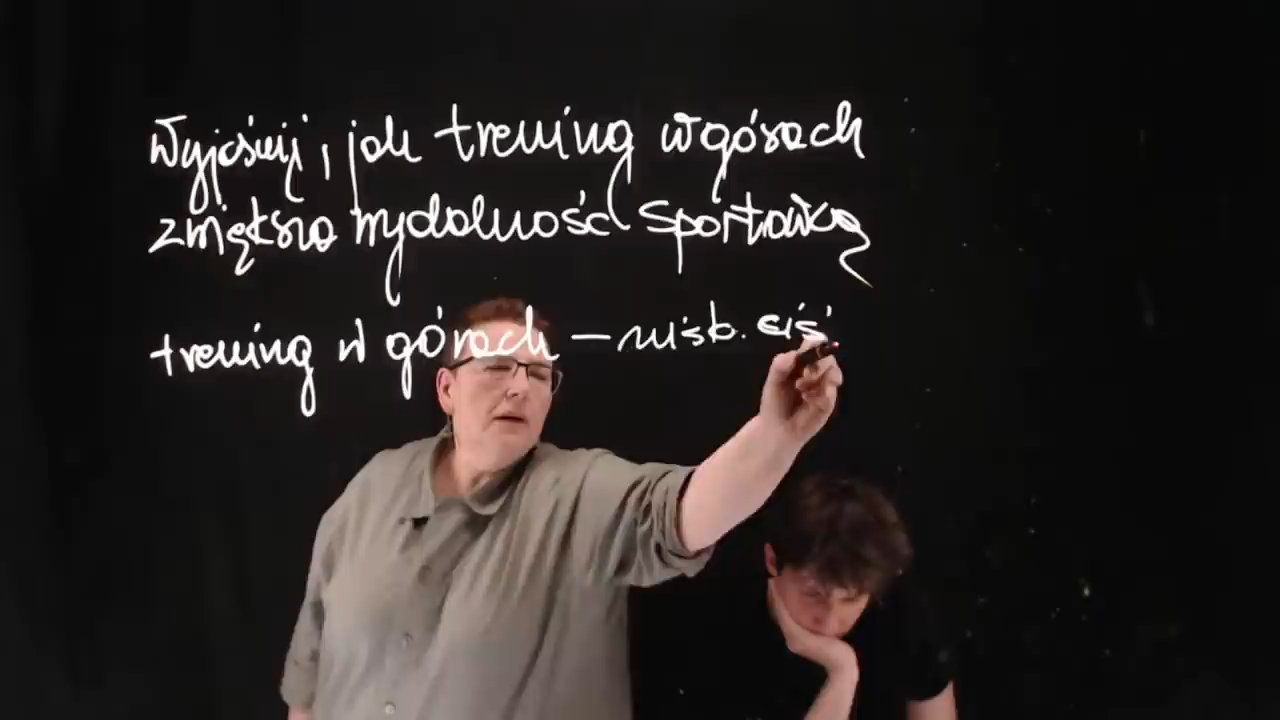 Wyjaśnij, jak trening w górach
zwiększa wydolność sportowca
trening w górach – nisk. ciś